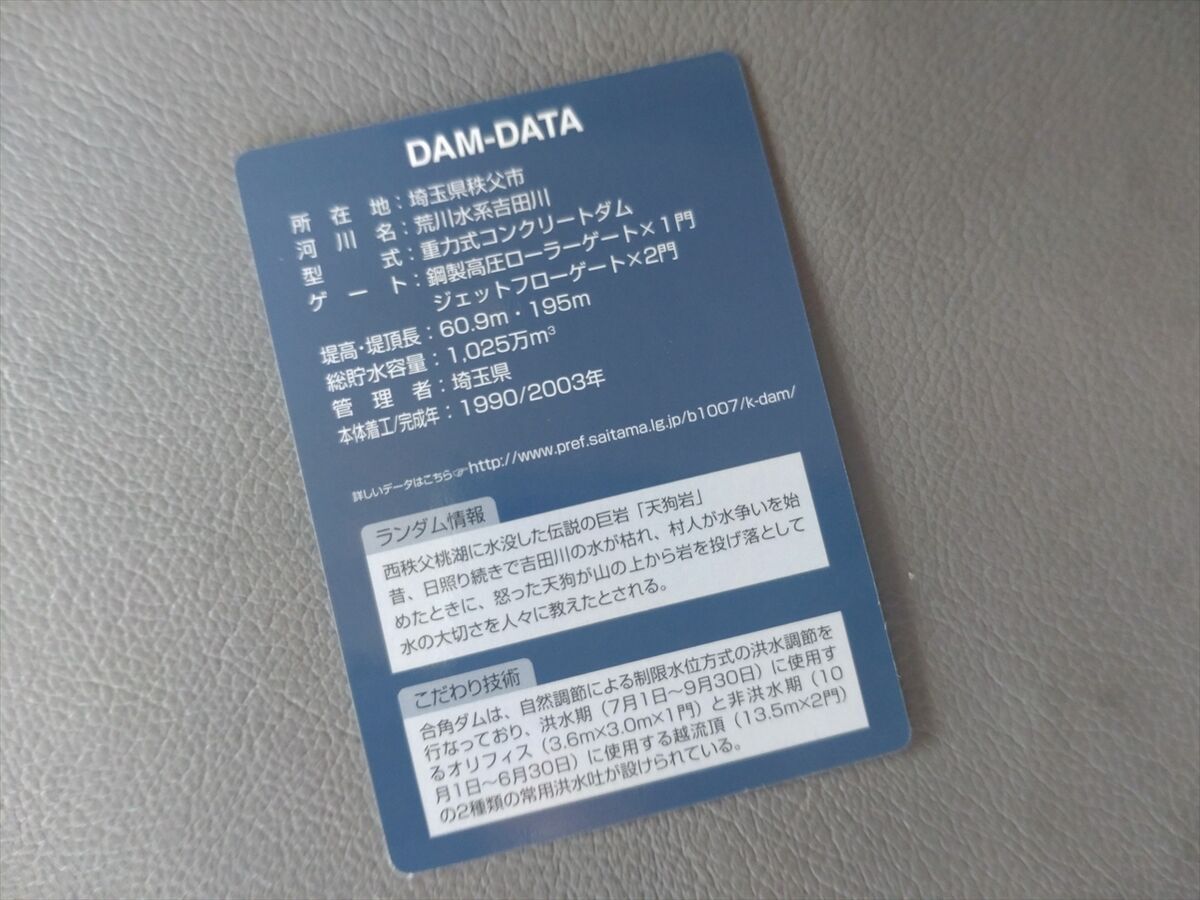 DAM-DATA
所在地：埼玉県秩父市
河川名：荒川水系吉田川
型式：重力式コンクリートダム
ゲート：鋼製高圧ローラーゲート×1門
ジェットフローゲート×2門
堤高・堤頂長：60.9m・195m
総貯水容量：1,025万m³
管理者：埼玉県
本体着工/完成年：1990/2003年
詳しいデータはこちら☞http://www.pref.saitama.lg.jp/b1007/k-dam/
ランダム情報
西秩父桃湖に水没した伝説の巨岩「天狗岩」
昔、日照り続きで吉田川の水が枯れ、村人が水争いを始
めたときに、怒った天狗が山の上から岩を投げ落として
水の大切さを人々に教えたとされる。
こだわり技術
合角ダムは、自然調節による制限水位方式の洪水調節を
行なっており、洪水期（7月1日～9月30日）に使用す
るオリフィス（3.6m×3.0m×1門）と非洪水期（10
月1日～6月30日）に使用する越流頂（13.5m×2門）
の2種類の常用洪水吐が設けられている。